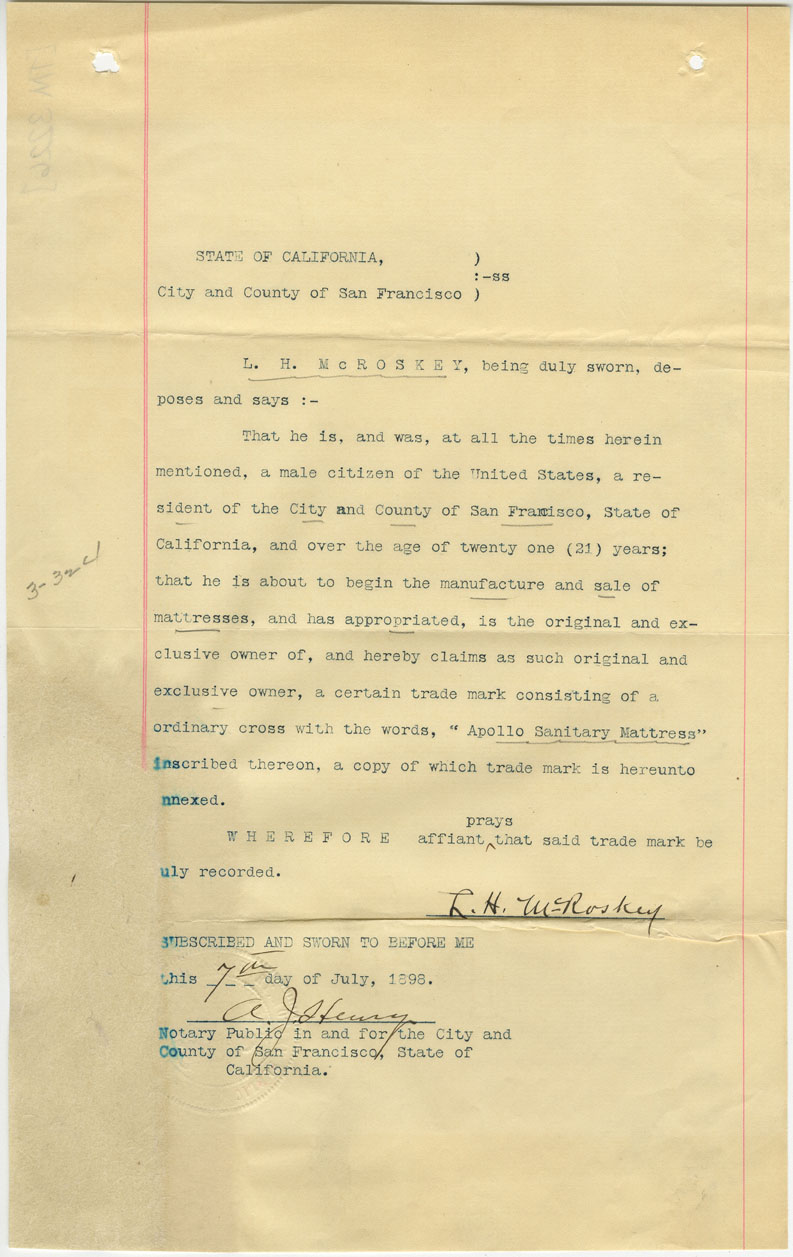 STATE OF CALIFORNIA, )
:-ss
City and County of San Francisco )
L. H. McROSKEY, being duly sworn, de-
poses and says :-
That he is, and was, at all the times herein
mentioned, a male citizen of the United States, a re-
sident of the City and County of San Francisco, State of
California, and over the age of twenty one (21) years;
that he is about to begin the manufacture and sale of
mattresses, and has appropriated, is the original and ex-
clusive owner of, and hereby claims as such original and
exclusive owner, a certain trade mark consisting of a
ordinary cross with the words, “ Apollo Sanitary Mattress”
inscribed thereon, a copy of which trade mark is hereunto
nnexed.
prays
WHEREFORE affiant ^ that said trade mark be
uly recorded.
L. H. McRoskey
SUBSCRIBED AND SWORN TO BEFORE ME
this 7th day of July, 1898.
A. J. Henry
Notary Public in and for the City and
County of San Francisco, State of
California.
TM 3226